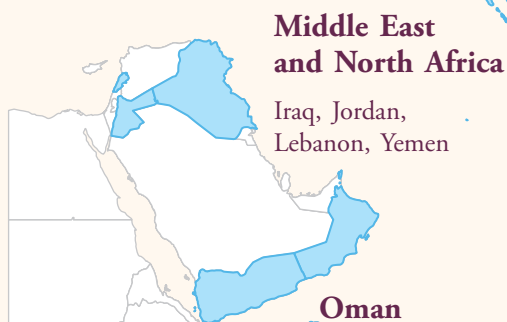 Middle East
and North Africa
Iraq, Jordan,
Lebanon, Yemen
Oman